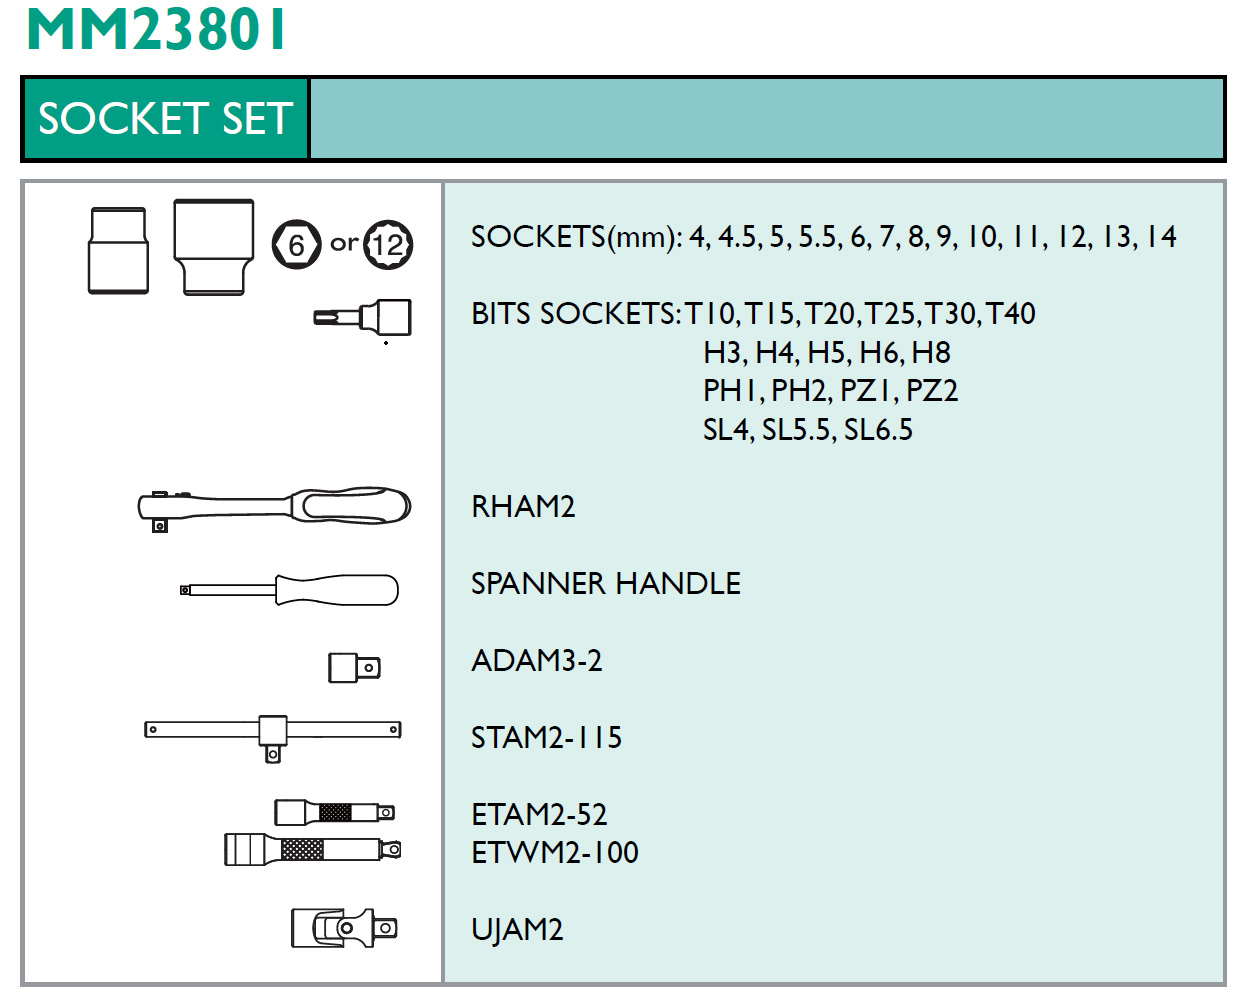 MM23801
SOCKET SET
6 or 12
SOCKETS(mm): 4, 4.5, 5, 5.5, 6, 7, 8, 9, 10, 11, 12, 13, 14
BITS SOCKETS: T10, T15, T20, T25, T30, T40
H3, H4, H5, H6, H8
PH1, PH2, PZ1, PZ2
SL4, SL5.5, SL6.5
RHAM2
SPANNER HANDLE
ADAM3-2
STAM2-115
ETAM2-52
ETWM2-100
UJAM2